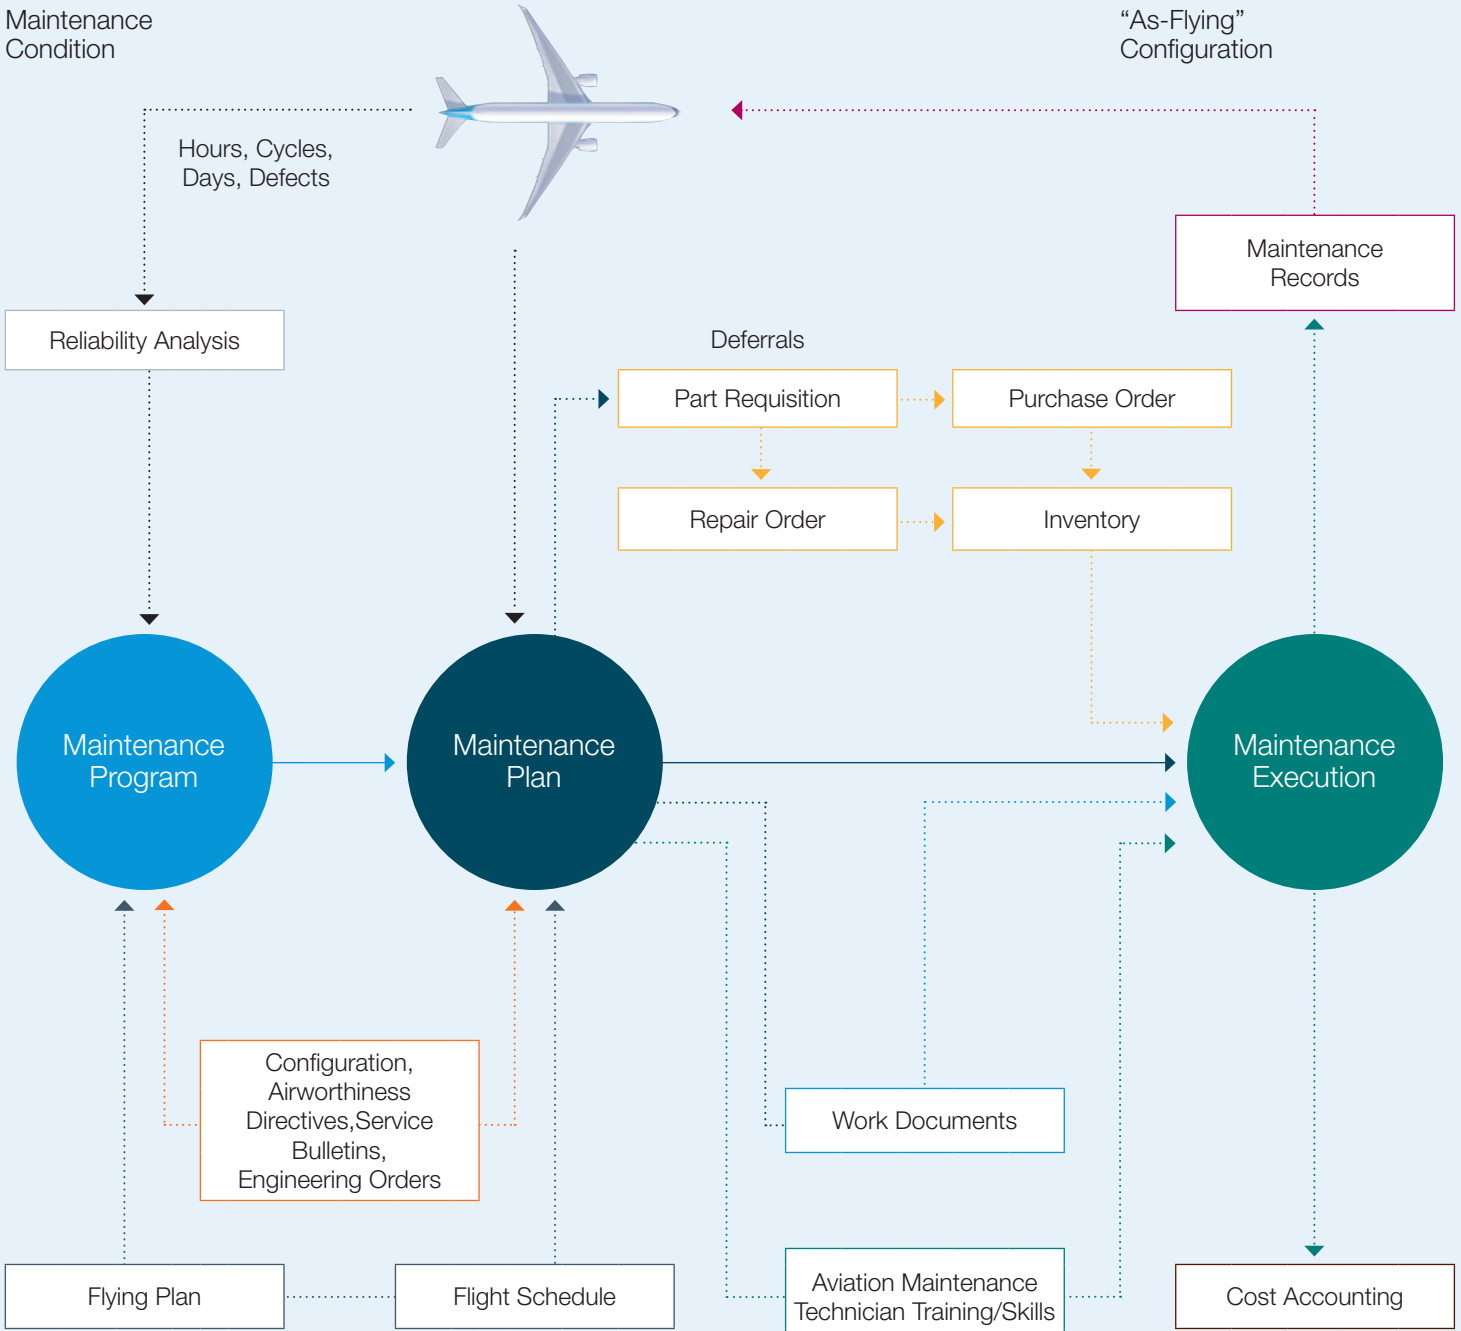 Maintenance
Condition
“As-Flying”
Configuration
Hours, Cycles,
Days, Defects
Maintenance
Records
Reliability Analysis
Deferrals
Part Requisition
Purchase Order
Repair Order
Inventory
Maintenance
Program
Maintenance
Plan
Maintenance
Execution
Configuration,
Airworthiness
Directives,Service
Bulletins,
Engineering Orders
Work Documents
Flying Plan
Flight Schedule
Aviation Maintenance
Technician Training/Skills
Cost Accounting